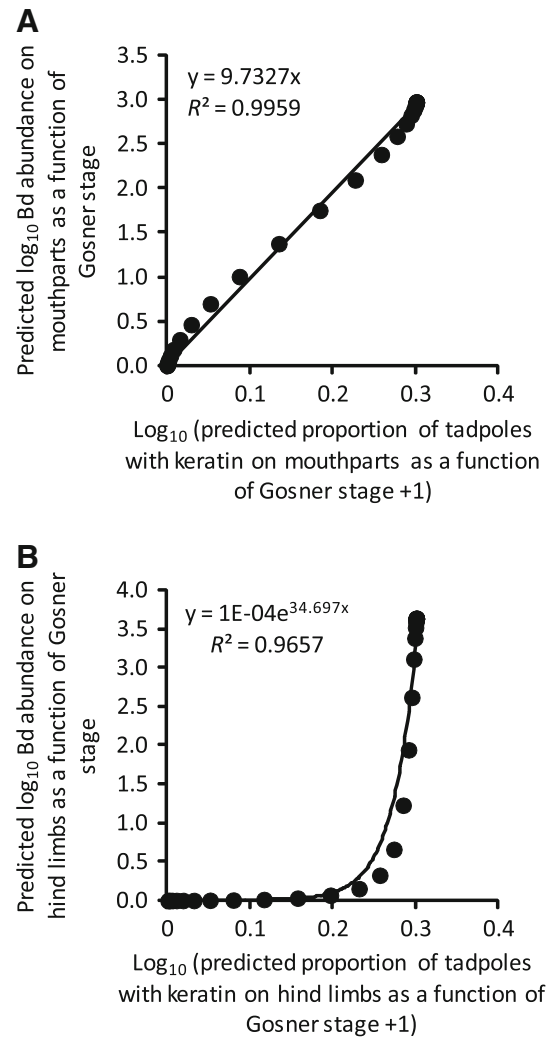 A
Predicted log₁₀ Bd abundance on
mouthparts as a function of
Gosner stage
3.5
3.0
2.5
2.0
1.5
1.0
0.5
0.0
y = 9.7327x
R² = 0.9959
0
0.1
0.2
0.3
0.4
Log₁₀ (predicted proportion of tadpoles
with keratin on mouthparts as a function
of Gosner stage +1)
B
Predicted log₁₀ Bd abundance on
hind limbs as a function of Gosner
stage
4.0
3.5
3.0
2.5
2.0
1.5
1.0
0.5
0.0
y = 1E-04e³⁴·⁶⁹⁷ˣ
R² = 0.9657
0
0.1
0.2
0.3
0.4
Log₁₀ (predicted proportion of tadpoles
with keratin on hind limbs as a function of
Gosner stage +1)